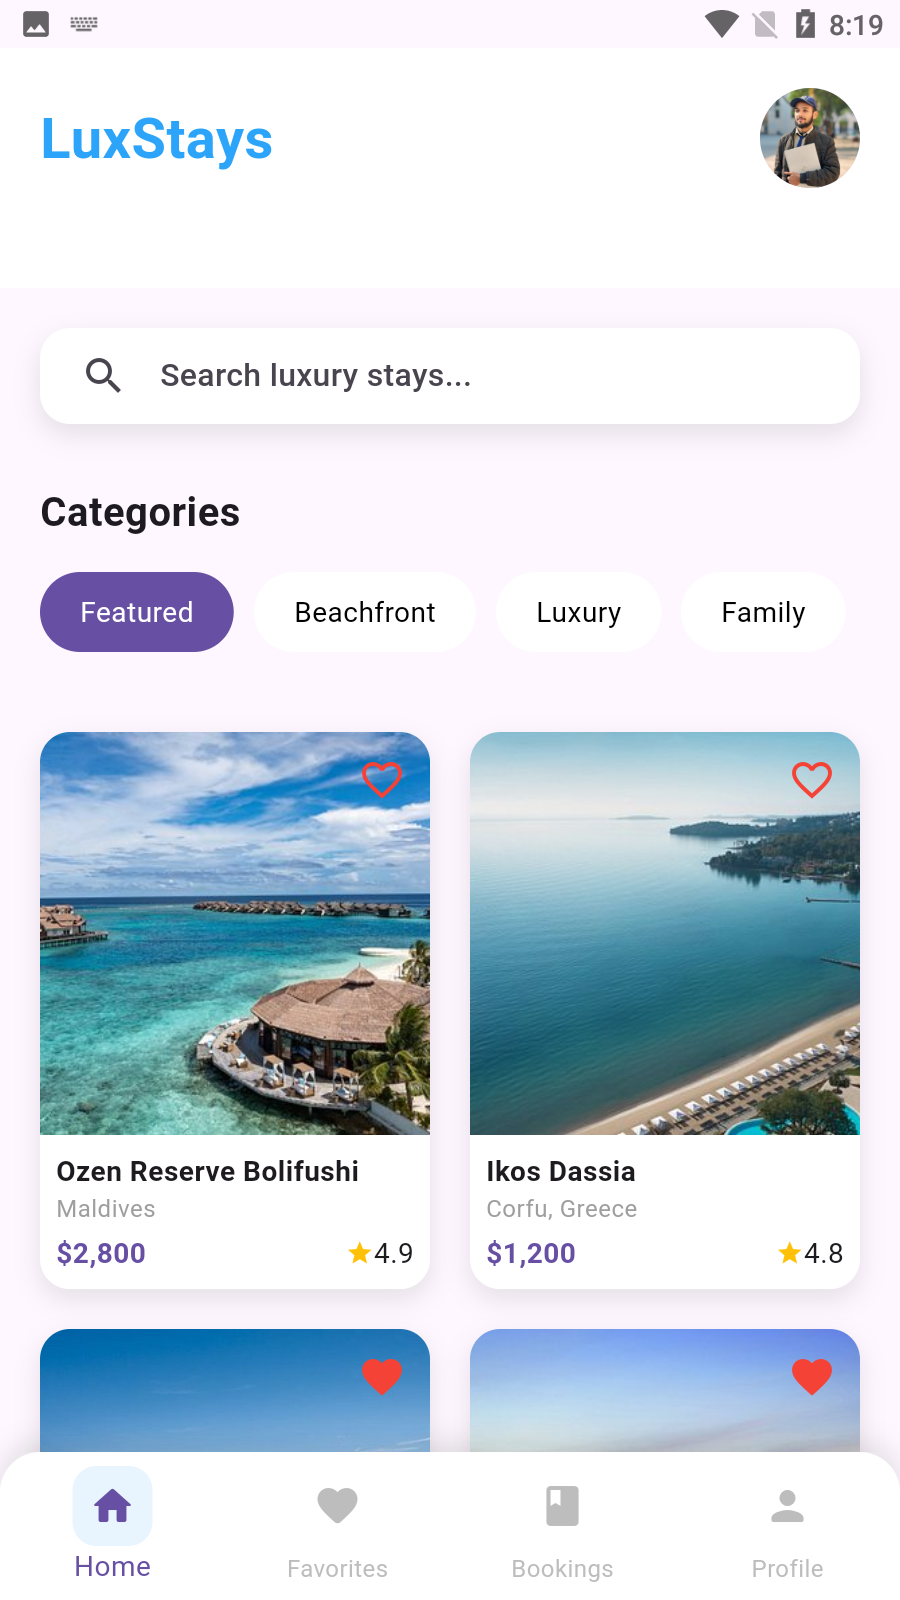 8:19
LuxStays
Search luxury stays...
Categories
Featured Beachfront Luxury Family
Ozen Reserve Bolifushi
Maldives
$2,800 4.9
Ikos Dassia
Corfu, Greece
$1,200 4.8
Home Favorites Bookings Profile